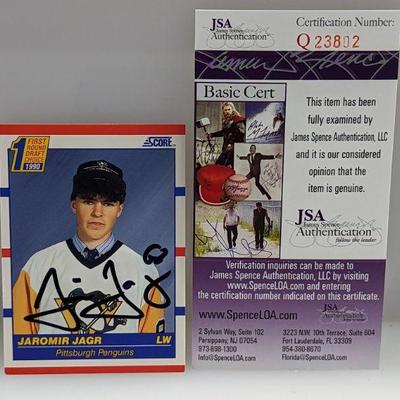 1 FIRST
ROUND
DRAFT
CHOICE
1990
SCORE
JAROMIR JAGR LW
Pittsburgh Penguins
JSA James Spence
Authentication
Certification Number:
Q 23802
Basic Cert
This item has been
fully examined by
James Spence Authentication, LLC
and it is our considered
opinion that the
item is genuine.
JSA James Spence
Authentication
follow the leader
Verification inquiries can be made to
James Spence Authentication, LLC by visiting
www.SpenceLOA.com and entering
the certification number indicated on this certificate.
www.SpenceLOA.com
2 Sylvan Way, Suite 102
Parsippany, NJ 07054
973-898-1300
Info@SpenceLOA.com
3223 N.W. 10th Terrace, Suite 604
Fort Lauderdale, FL 33309
954-380-8670
Florida@SpenceLOA.com